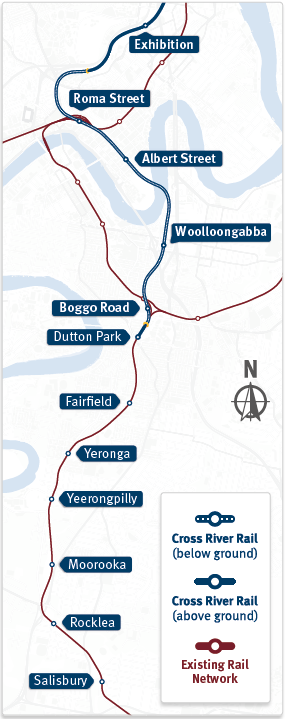 Exhibition
Roma Street
Albert Street
Woolloongabba
Boggo Road
Dutton Park
N
Fairfield
Yeronga
Yeerongpilly
Moorooka
Rocklea
Salisbury
Cross River Rail
(below ground)
Cross River Rail
(above ground)
Existing Rail
Network